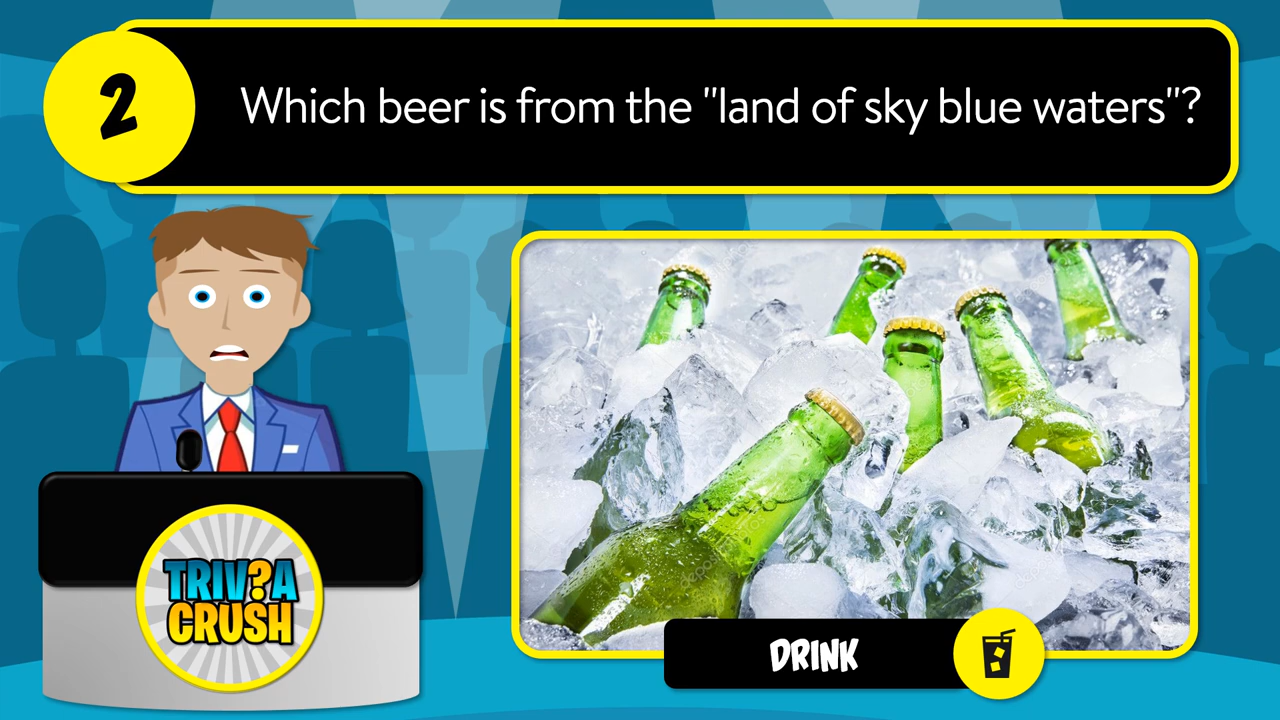 2
Which beer is from the "land of sky blue waters"?
TRIV?A
CRUSH
DRINK